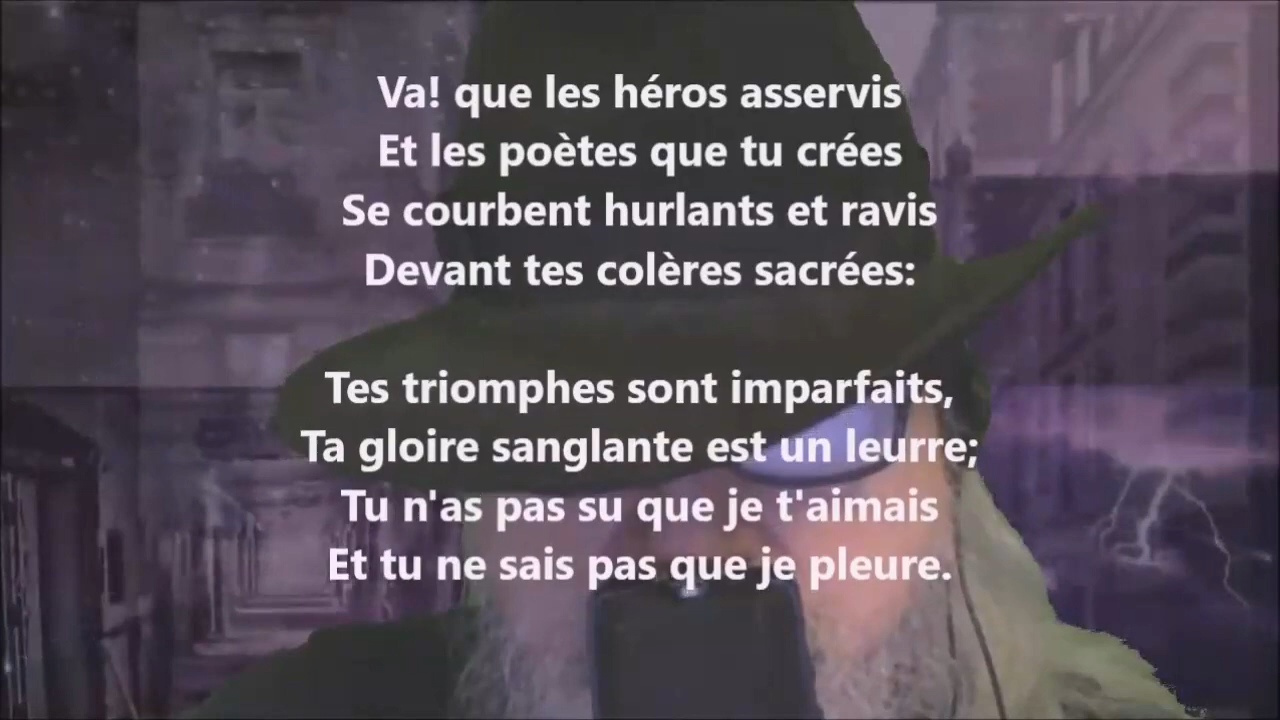 Va! que les héros asservis
Et les poètes que tu crées
Se courbent hurlants et ravis
Devant tes colères sacrées:
Tes triomphes sont imparfaits,
Ta gloire sanglante est un leurre;
Tu n'as pas su que je t'aimais
Et tu ne sais pas que je pleure.